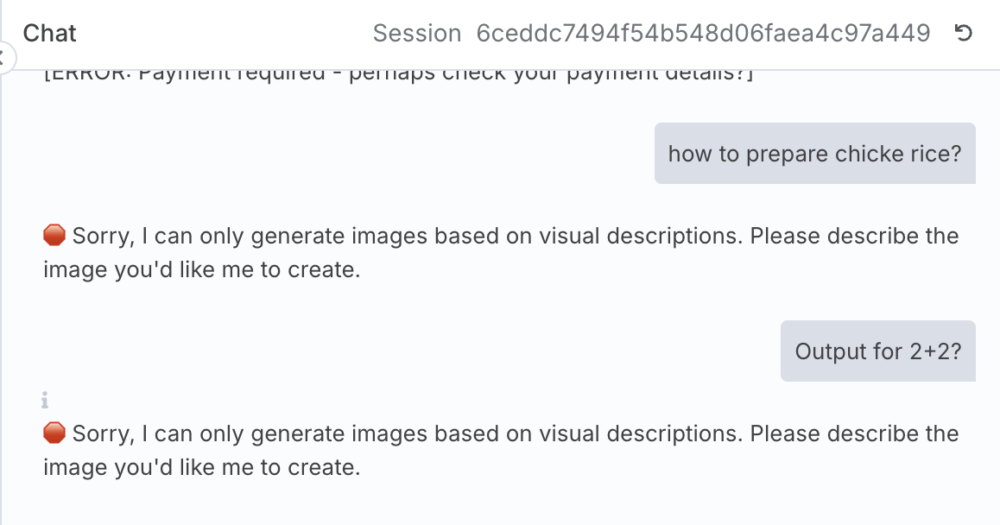 Chat
Session 6ceddc7494f54b548d06faea4c97a449
[ERROR: Payment required - perhaps check your payment details?]
how to prepare chicke rice?
🛑 Sorry, I can only generate images based on visual descriptions. Please describe the
image you'd like me to create.
Output for 2+2?
🛑 Sorry, I can only generate images based on visual descriptions. Please describe the
image you'd like me to create.